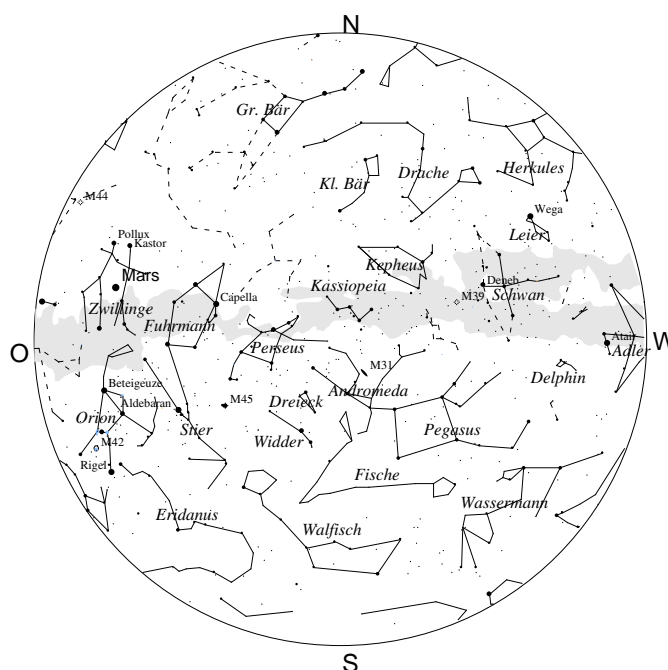 N
Gr. Bär
Kl. Bär
Drache
Herkules
M44
Wega
Leier
Pollux
Kastor
Mars
Kepheus
Deneb
Schwan
M39
Kassiopeia
Capella
Zwillinge
Fuhrmann
Perseus
Atair
Adler
O
W
M31
Andromeda
Delphin
Beteigeuze
Aldebaran
M45
Dreieck
Orion
Stier
Widder
Pegasus
M42
Rigel
Fische
Wassermann
Eridanus
Walfisch
S